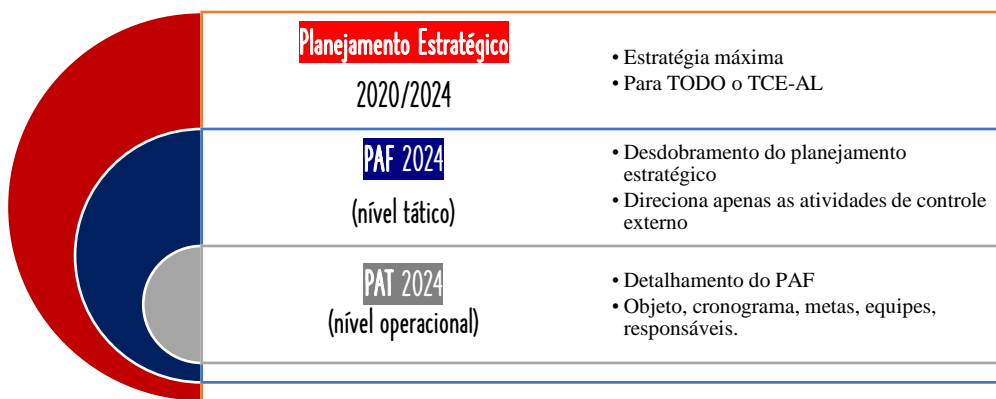 Planejamento Estratégico
2020/2024
• Estratégia máxima
• Para TODO o TCE-AL
PAF 2024
(nível tático)
• Desdobramento do planejamento
estratégico
• Direciona apenas as atividades de controle
externo
PAT 2024
(nível operacional)
• Detalhamento do PAF
• Objeto, cronograma, metas, equipes,
responsáveis.